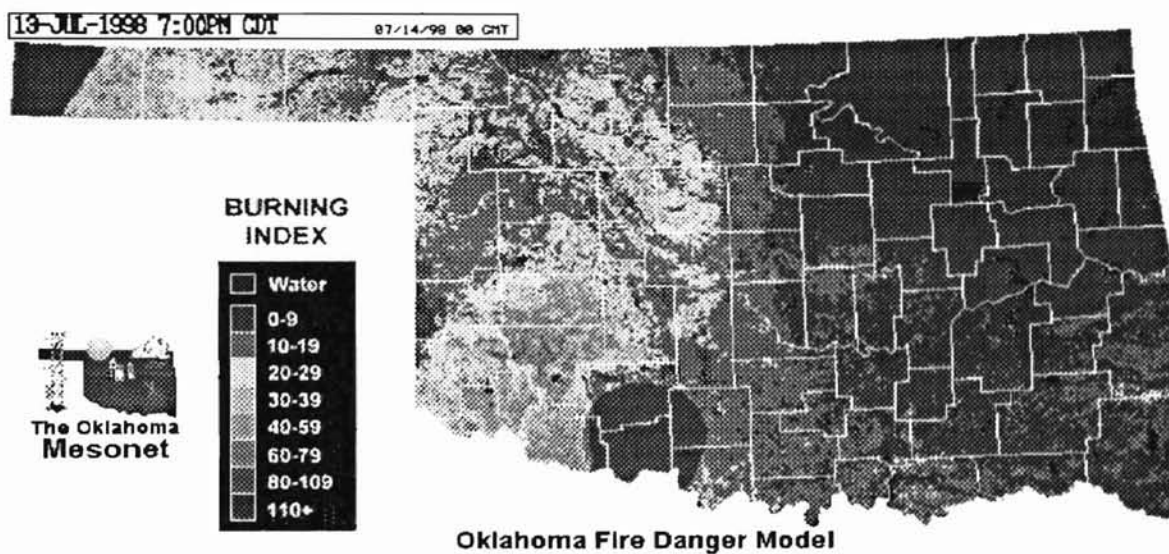 13-JUL-1998 7:00PM CDT 07/14/98 00 GMT
BURNING
INDEX
Water
0-9
10-19
20-29
30-39
40-59
60-79
80-109
110+
The Oklahoma
Mesonet
Oklahoma Fire Danger Model